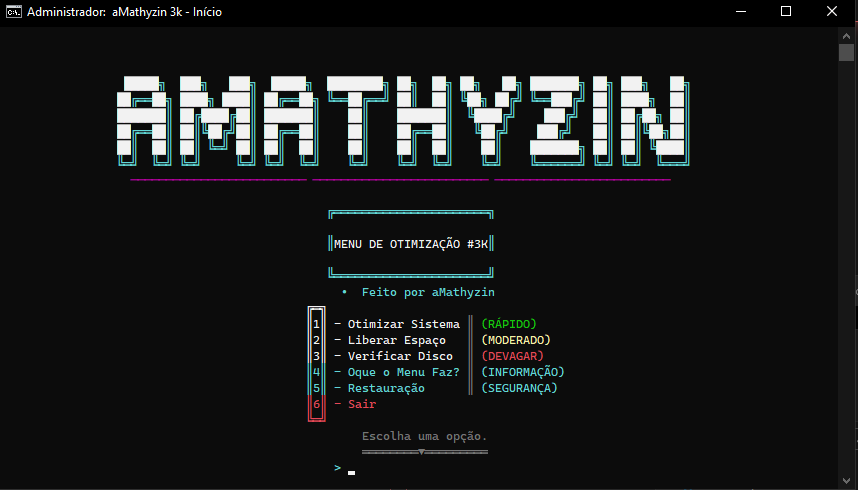 Administrador: aMathyzin 3k - Início
AMATHYZIN
MENU DE OTIMIZAÇÃO #3K
• Feito por aMathyzin
1 - Otimizar Sistema (RÁPIDO)
2 - Liberar Espaço (MODERADO)
3 - Verificar Disco (DEVAGAR)
4 - Oque o Menu Faz? (INFORMAÇÃO)
5 - Restauração (SEGURANÇA)
6 - Sair
Escolha uma opção.
>